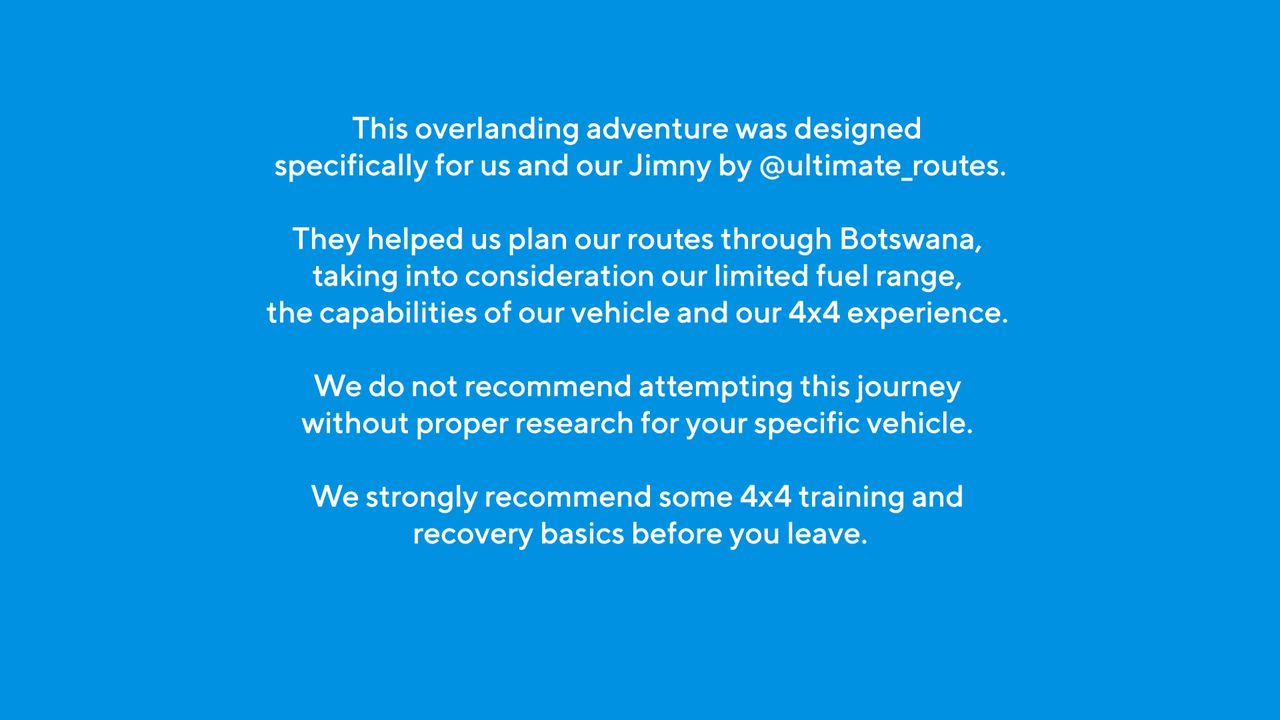 This overlanding adventure was designed
specifically for us and our Jimny by @ultimate_routes.
They helped us plan our routes through Botswana,
taking into consideration our limited fuel range,
the capabilities of our vehicle and our 4x4 experience.
We do not recommend attempting this journey
without proper research for your specific vehicle.
We strongly recommend some 4x4 training and
recovery basics before you leave.